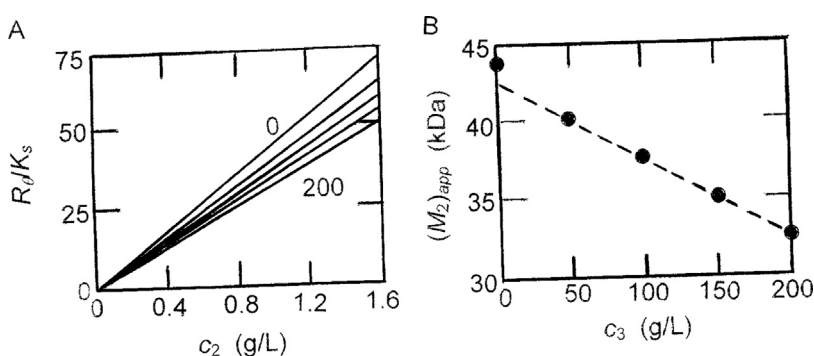 A
75
50
25
0
R_θ/K_s
0
200
0 0.4 0.8 1.2 1.6
c_2 (g/L)
B
45
40
35
30
(M_2)_app (kDa)
0 50 100 150 200
c_3 (g/L)